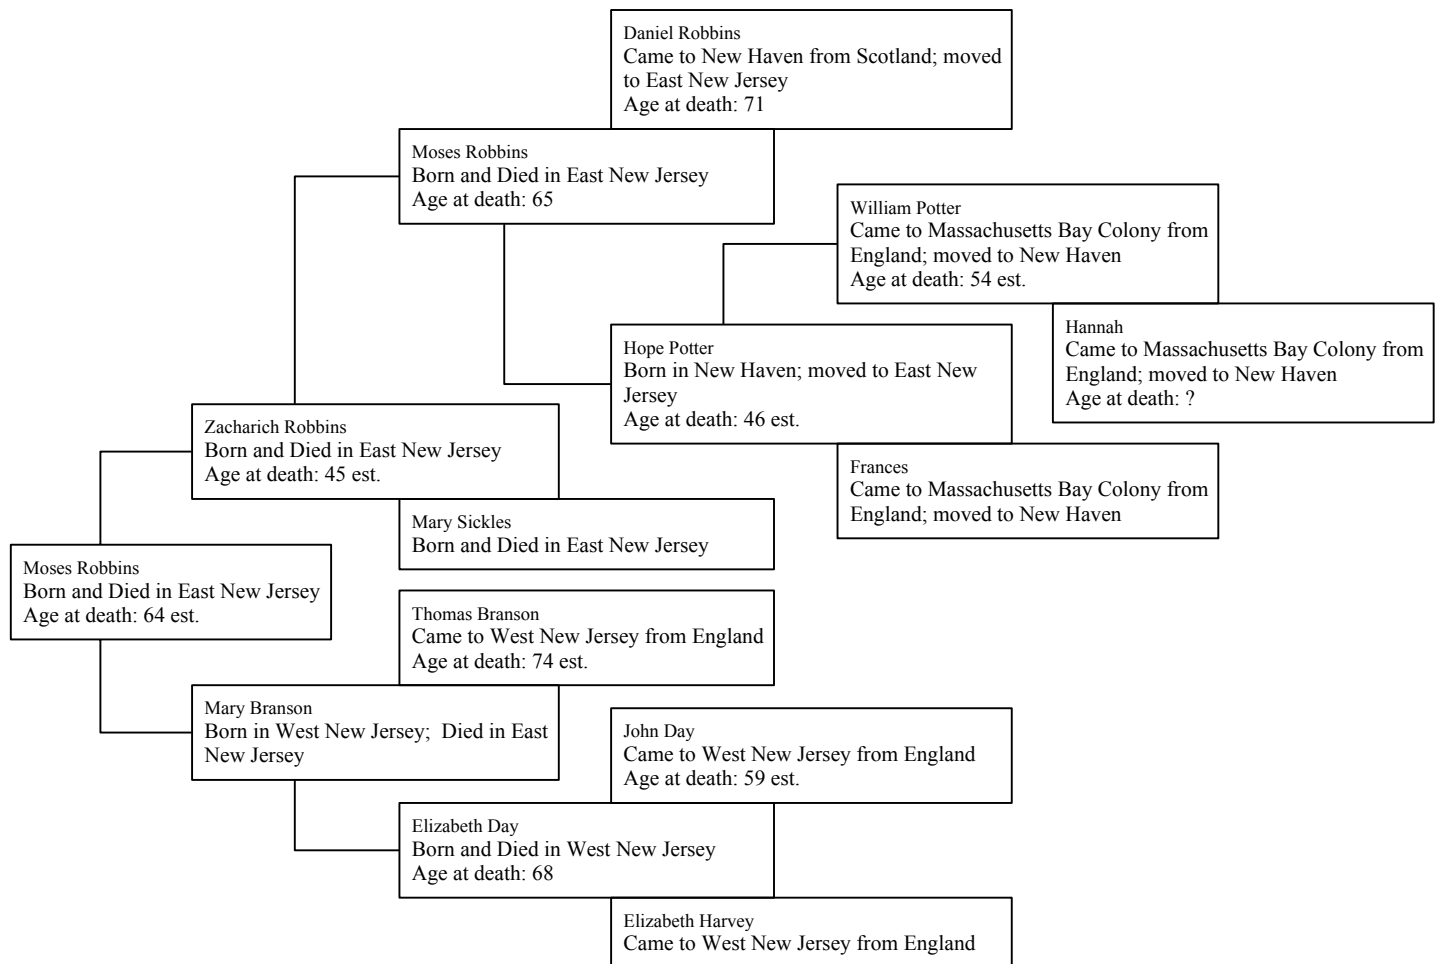 Daniel Robbins
Came to New Haven from Scotland; moved
to East New Jersey
Age at death: 71
Moses Robbins
Born and Died in East New Jersey
Age at death: 65
William Potter
Came to Massachusetts Bay Colony from
England; moved to New Haven
Age at death: 54 est.
Hannah
Came to Massachusetts Bay Colony from
England; moved to New Haven
Age at death: ?
Hope Potter
Born in New Haven; moved to East New
Jersey
Age at death: 46 est.
Frances
Came to Massachusetts Bay Colony from
England; moved to New Haven
Zacharich Robbins
Born and Died in East New Jersey
Age at death: 45 est.
Mary Sickles
Born and Died in East New Jersey
Moses Robbins
Born and Died in East New Jersey
Age at death: 64 est.
Thomas Branson
Came to West New Jersey from England
Age at death: 74 est.
Mary Branson
Born in West New Jersey;  Died in East
New Jersey
John Day
Came to West New Jersey from England
Age at death: 59 est.
Elizabeth Day
Born and Died in West New Jersey
Age at death: 68
Elizabeth Harvey
Came to West New Jersey from England